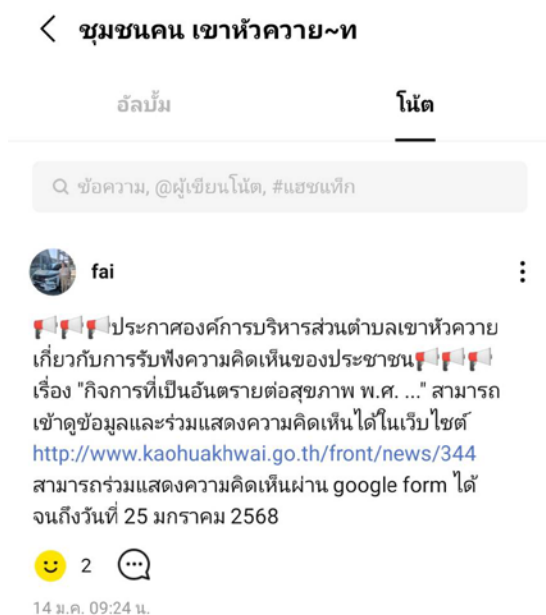 ชุมชนคน เขาหัวควาย~ท
อัลบั้ม
โน้ต
ข้อความ, @ผู้เขียนโน้ต, #แฮชแท็ก
fai
📢📢📢ประกาศองค์การบริหารส่วนตำบลเขาหัวควาย
เกี่ยวกับการรับฟังความคิดเห็นของประชาชน📢📢📢
เรื่อง "กิจการที่เป็นอันตรายต่อสุขภาพ พ.ศ. ..." สามารถ
เข้าดูข้อมูลและร่วมแสดงความคิดเห็นได้ในเว็บไซต์
http://www.kaohuakhwai.go.th/front/news/344
สามารถร่วมแสดงความคิดเห็นผ่าน google form ได้
จนถึงวันที่ 25 มกราคม 2568
2
14 ม.ค. 09:24 น.